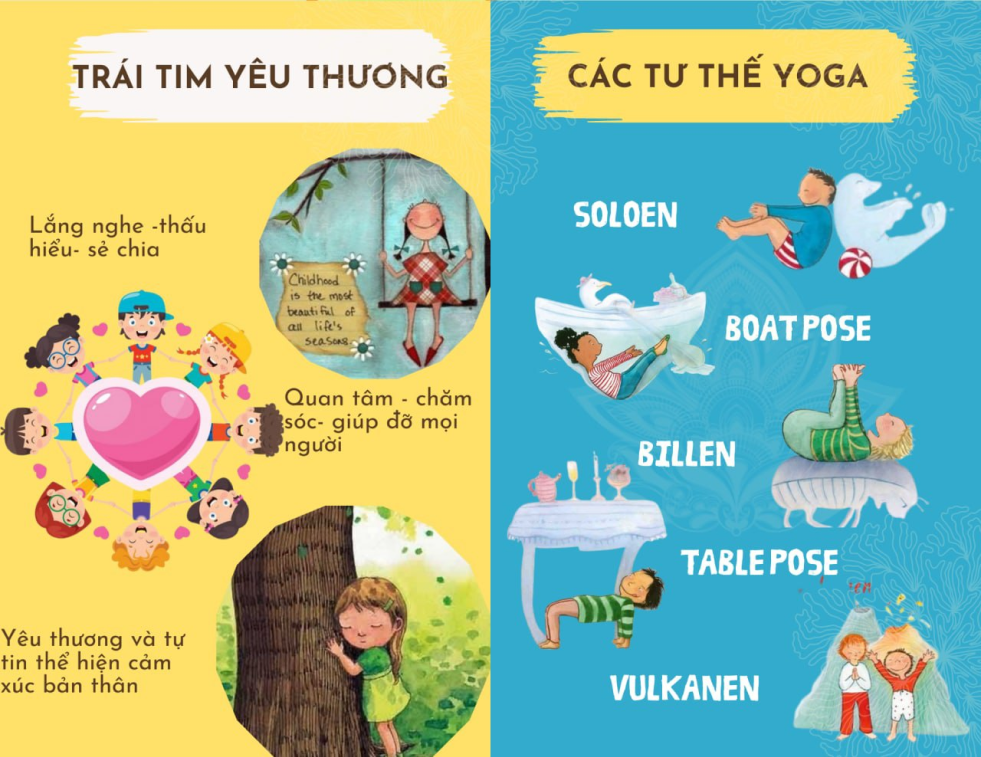 TRÁI TIM YÊU THƯƠNG
Lắng nghe -thấu
hiểu- sẻ chia
Childhood
is the most
beautiful of
all life's
seasons.
Quan tâm - chăm
sóc- giúp đỡ mọi
người
Yêu thương và tự
tin thể hiện cảm
xúc bản thân
CÁC TƯ THẾ YOGA
SOLOEN
BOAT POSE
BILLEN
TABLE POSE
VULKANEN